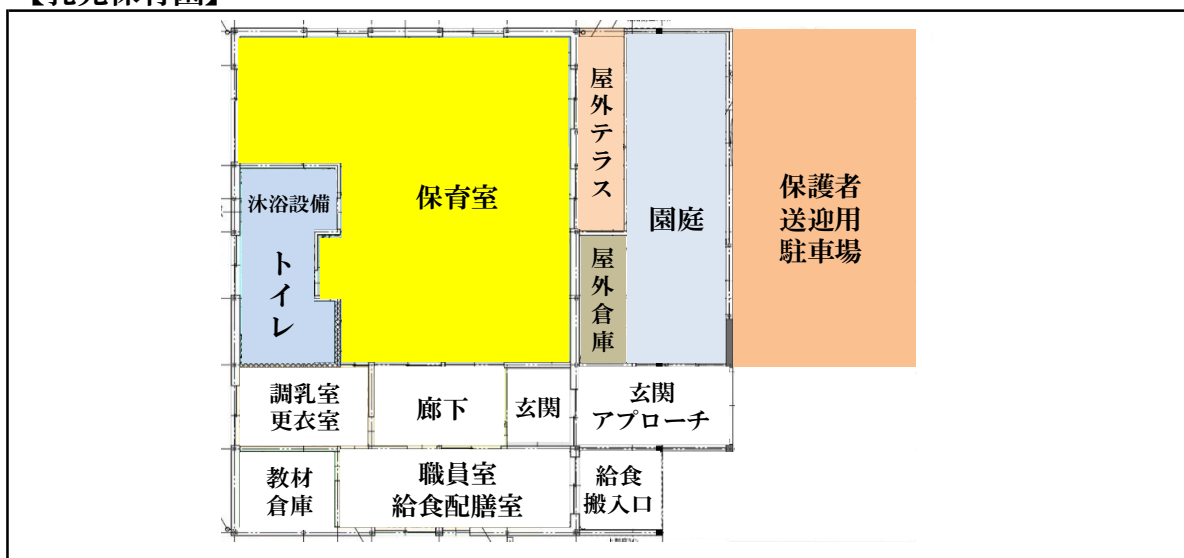 保育室
屋外テラス
園庭
保護者
送迎用
駐車場
沐浴設備
トイレ
屋外倉庫
調乳室
更衣室
廊下
玄関
玄関
アプローチ
教材
倉庫
職員室
給食配膳室
給食
搬入口